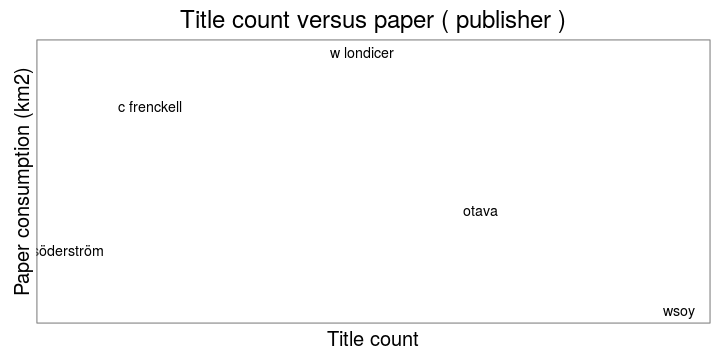 Title count versus paper ( publisher )
w londicer
c frenckell
otava
söderström
wsoy
Paper consumption (km2)
Title count